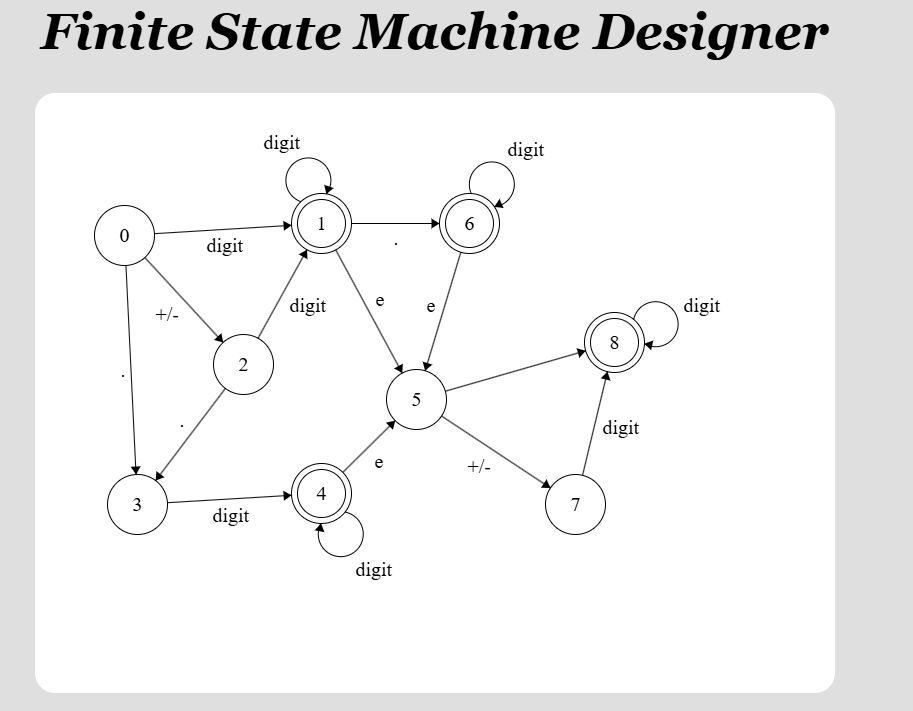 Finite State Machine Designer
digit
digit
0
digit
1
.
6
+/-
digit
e
e
digit
2
8
.
.
5
digit
3
digit
4
e
+/-
7
digit